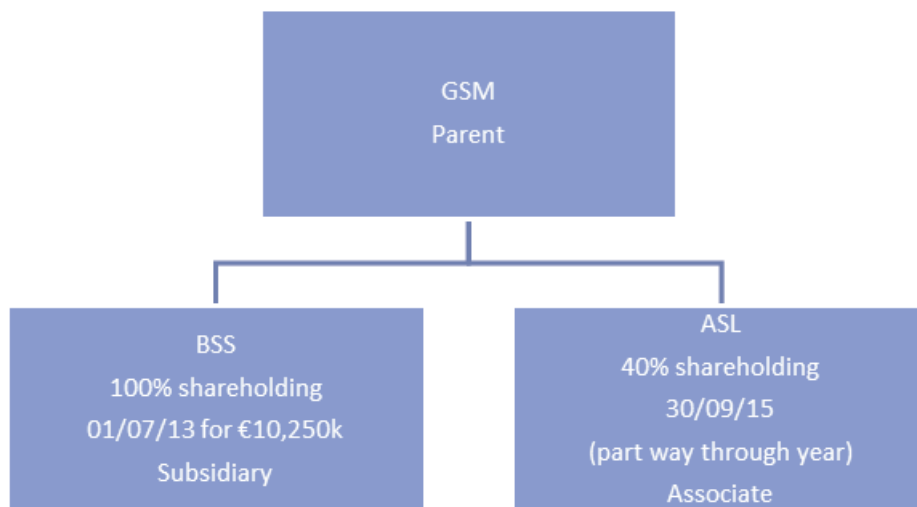 GSM
Parent
BSS
100% shareholding
01/07/13 for €10,250k
Subsidiary
ASL
40% shareholding
30/09/15
(part way through year)
Associate